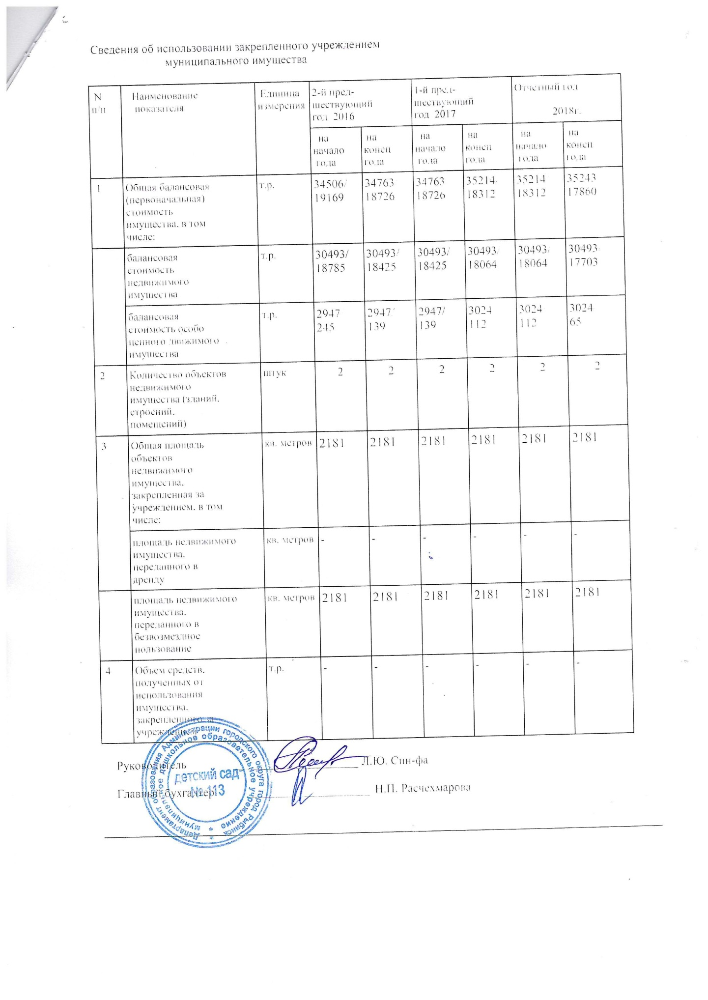 Сведения об использовании закрепленного учреждением
муниципального имущества
N п/п | Наименование показателя | Единица измерения | 2-й пред-шествующий год 2016 | 1-й пред-шествующий год 2017 | Отчетный год 2018г.
на начало года | на конец года | на начало года | на конец года | на начало года | на конец года
1 | Общая балансовая (первоначальная) стоимость имущества, в том числе: | т.р. | 34506/ 19169 | 34763 18726 | 34763 18726 | 35214 18312 | 35214 18312 | 35243 17860
балансовая стоимость недвижимого имущества | т.р. | 30493/ 18785 | 30493/ 18425 | 30493/ 18425 | 30493/ 18064 | 30493/ 18064 | 30493/ 17703
балансовая стоимость особо ценного движимого имущества | т.р. | 2947 245 | 2947/ 139 | 2947/ 139 | 3024 112 | 3024 112 | 3024 65
2 | Количество объектов недвижимого имущества (зданий, строений, помещений) | штук | 2 | 2 | 2 | 2 | 2 | 2
3 | Общая площадь объектов недвижимого имущества, закрепленная за учреждением, в том числе: | кв. метров | 2181 | 2181 | 2181 | 2181 | 2181 | 2181
площадь недвижимого имущества, переданного в аренду | кв. метров | - | - | - | - | - | -
площадь недвижимого имущества, переданного в безвозмездное пользование | кв. метров | 2181 | 2181 | 2181 | 2181 | 2181 | 2181
4 | Объем средств, полученных от использования имущества, закрепленного за учреждением | т.р. | - | - | - | - | - | -
Руководитель Л.Ю. Син-фа
Главный бухгалтер Н.П. Расчехмарова
Департамент образования Администрации городского округа город Рыбинск *
муниципальное дошкольное образовательное учреждение *
детский сад
№ 113